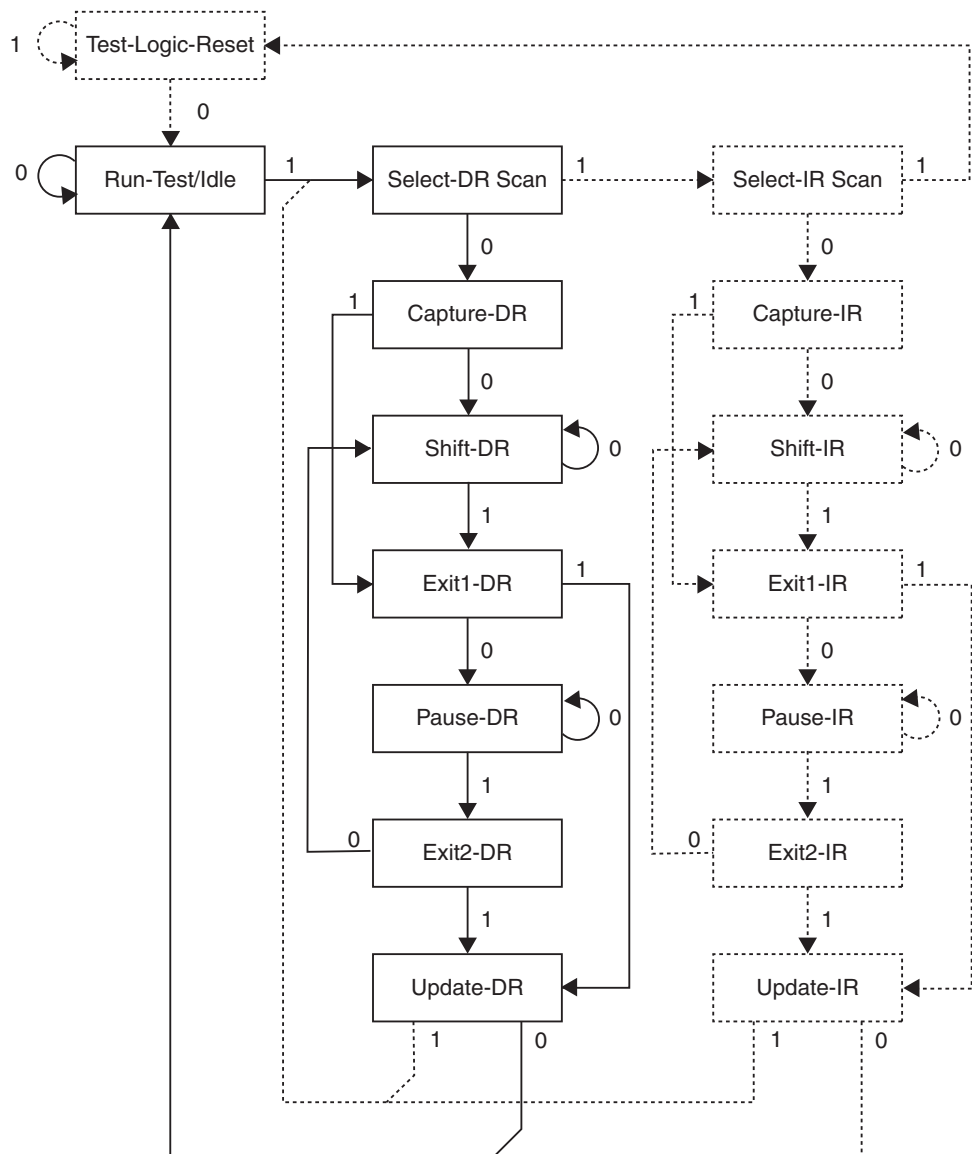 1
Test-Logic-Reset
0
0
Run-Test/Idle
1
Select-DR Scan
1
Select-IR Scan
1
0
0
1
Capture-DR
1
Capture-IR
0
0
Shift-DR
0
Shift-IR
0
1
1
Exit1-DR
1
Exit1-IR
1
0
0
Pause-DR
0
Pause-IR
0
1
1
0
Exit2-DR
0
Exit2-IR
1
1
Update-DR
Update-IR
1
0
1
0